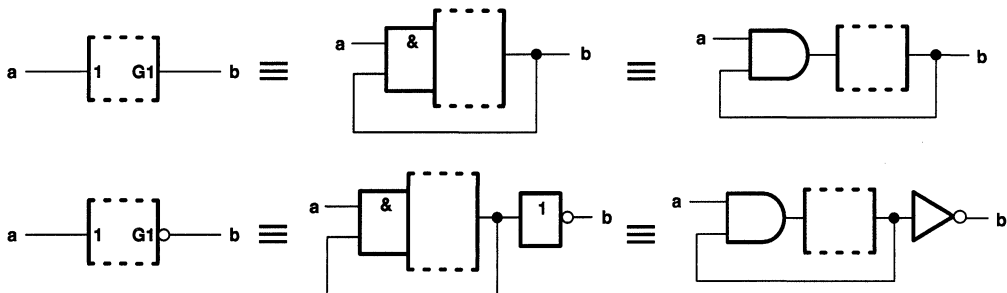 a 1 G1 b ≡ a & b ≡ a b
a 1 G1 b ≡ a & 1 b ≡ a b